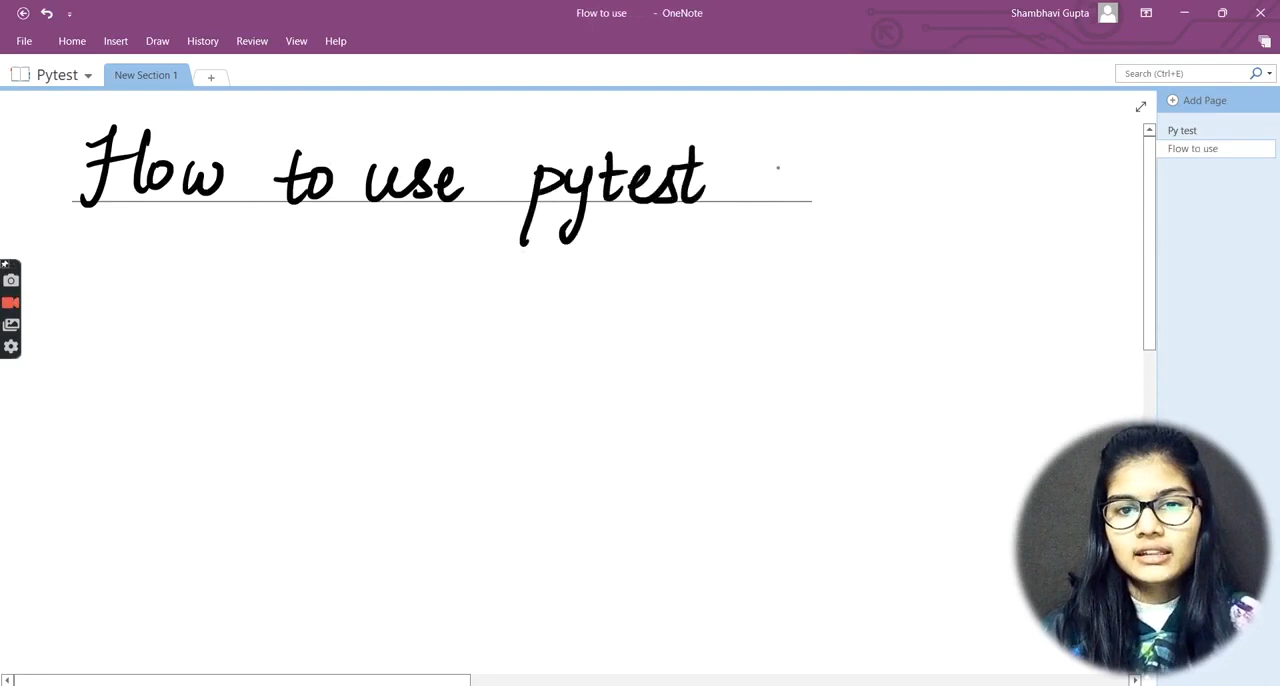 Flow to use - OneNote
Shambhavi Gupta
File Home Insert Draw History Review View Help
Pytest New Section 1 +
Search (Ctrl+E)
Add Page
Py test
Flow to use
How to use pytest